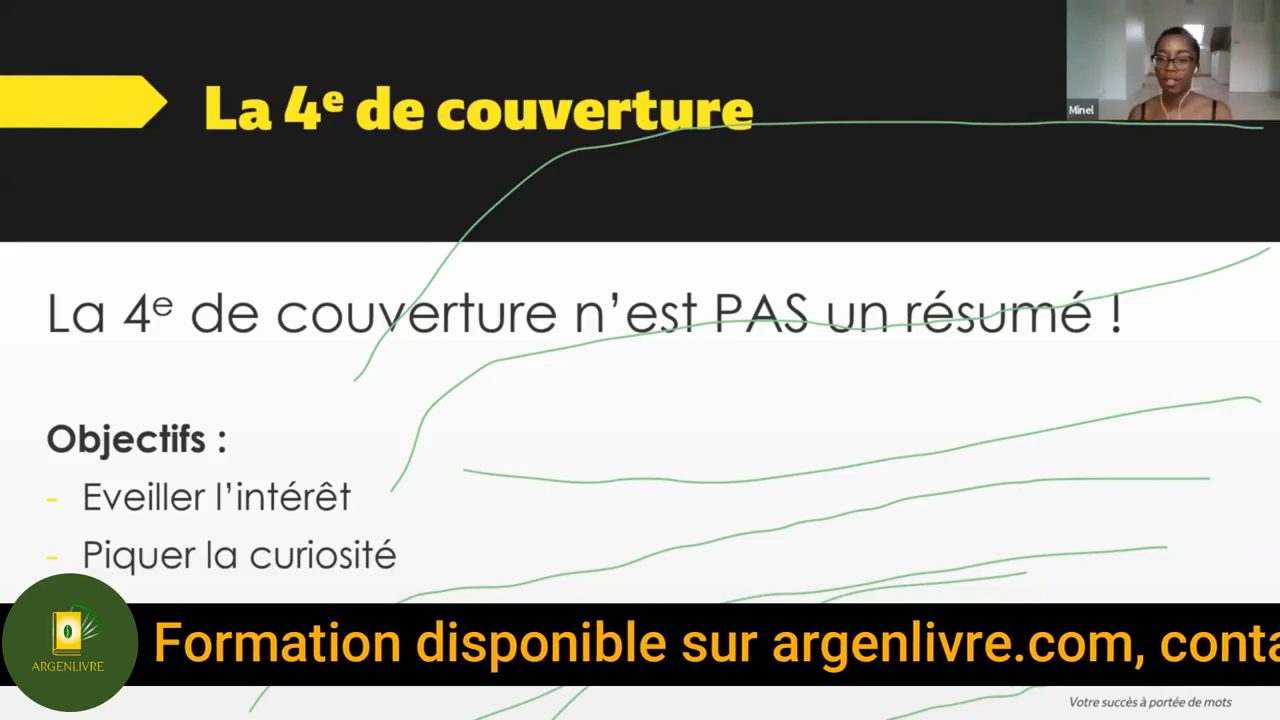 La 4e de couverture
Minel
La 4e de couverture n’est PAS un résumé !
Objectifs :
- Eveiller l’intérêt
- Piquer la curiosité
ARGENLIVRE
Formation disponible sur argenlivre.com, conta
Votre succès à portée de mots